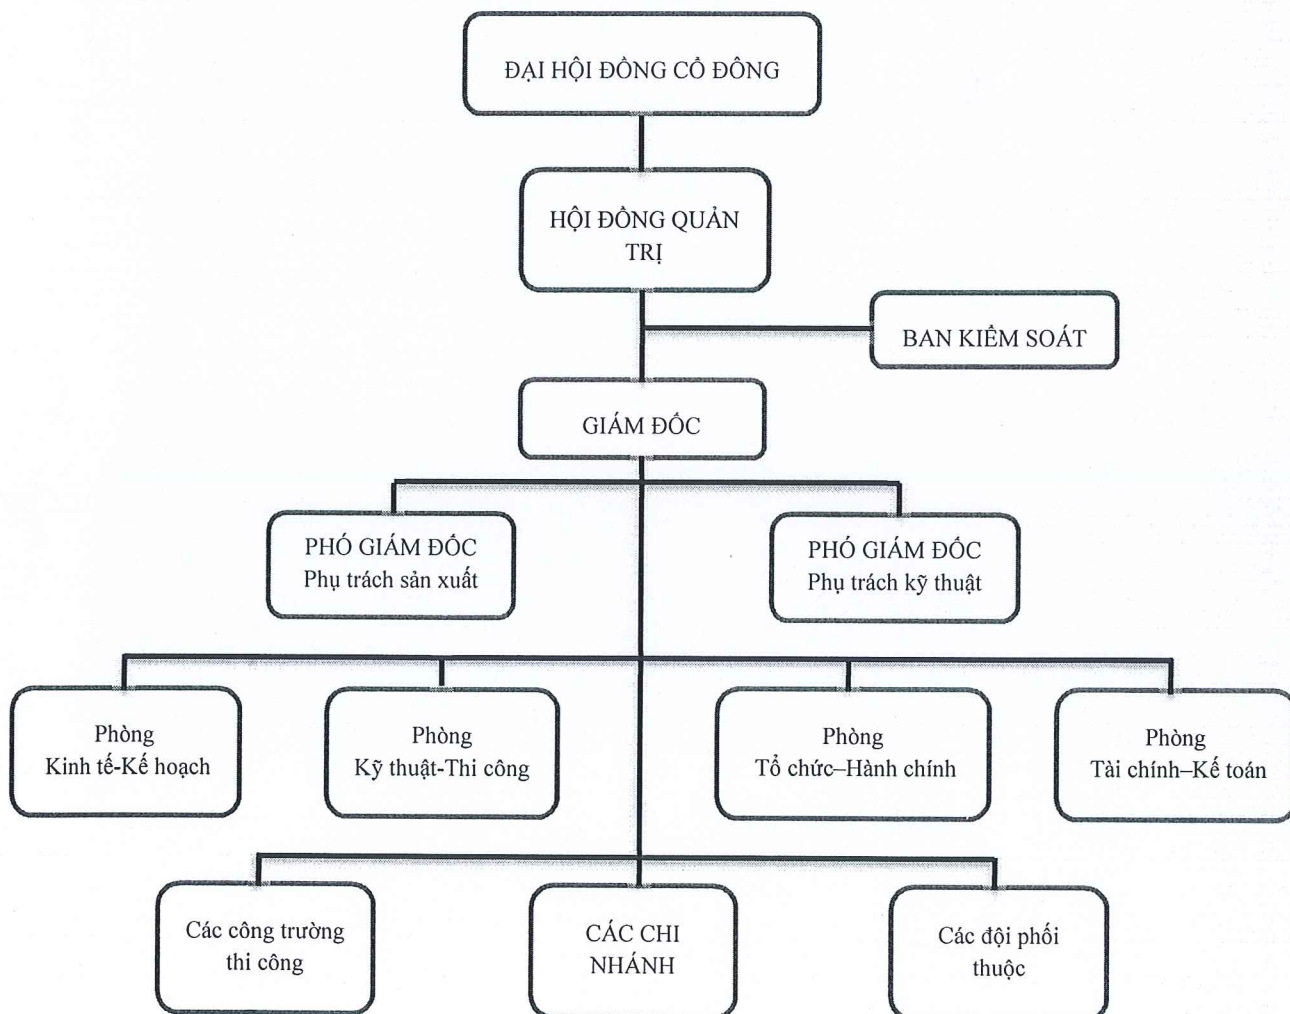 ĐẠI HỘI ĐỒNG CỔ ĐÔNG
HỘI ĐỒNG QUẢN
TRỊ
BAN KIỂM SOÁT
GIÁM ĐỐC
PHÓ GIÁM ĐỐC
Phụ trách sản xuất
PHÓ GIÁM ĐỐC
Phụ trách kỹ thuật
Phòng
Kinh tế-Kế hoạch
Phòng
Kỹ thuật-Thi công
Phòng
Tổ chức–Hành chính
Phòng
Tài chính–Kế toán
Các công trường
thi công
CÁC CHI
NHÁNH
Các đội phối
thuộc